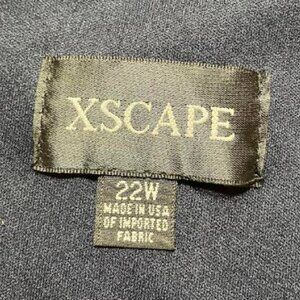 XSCAPE
22W
MADE IN USA
OF IMPORTED
FABRIC